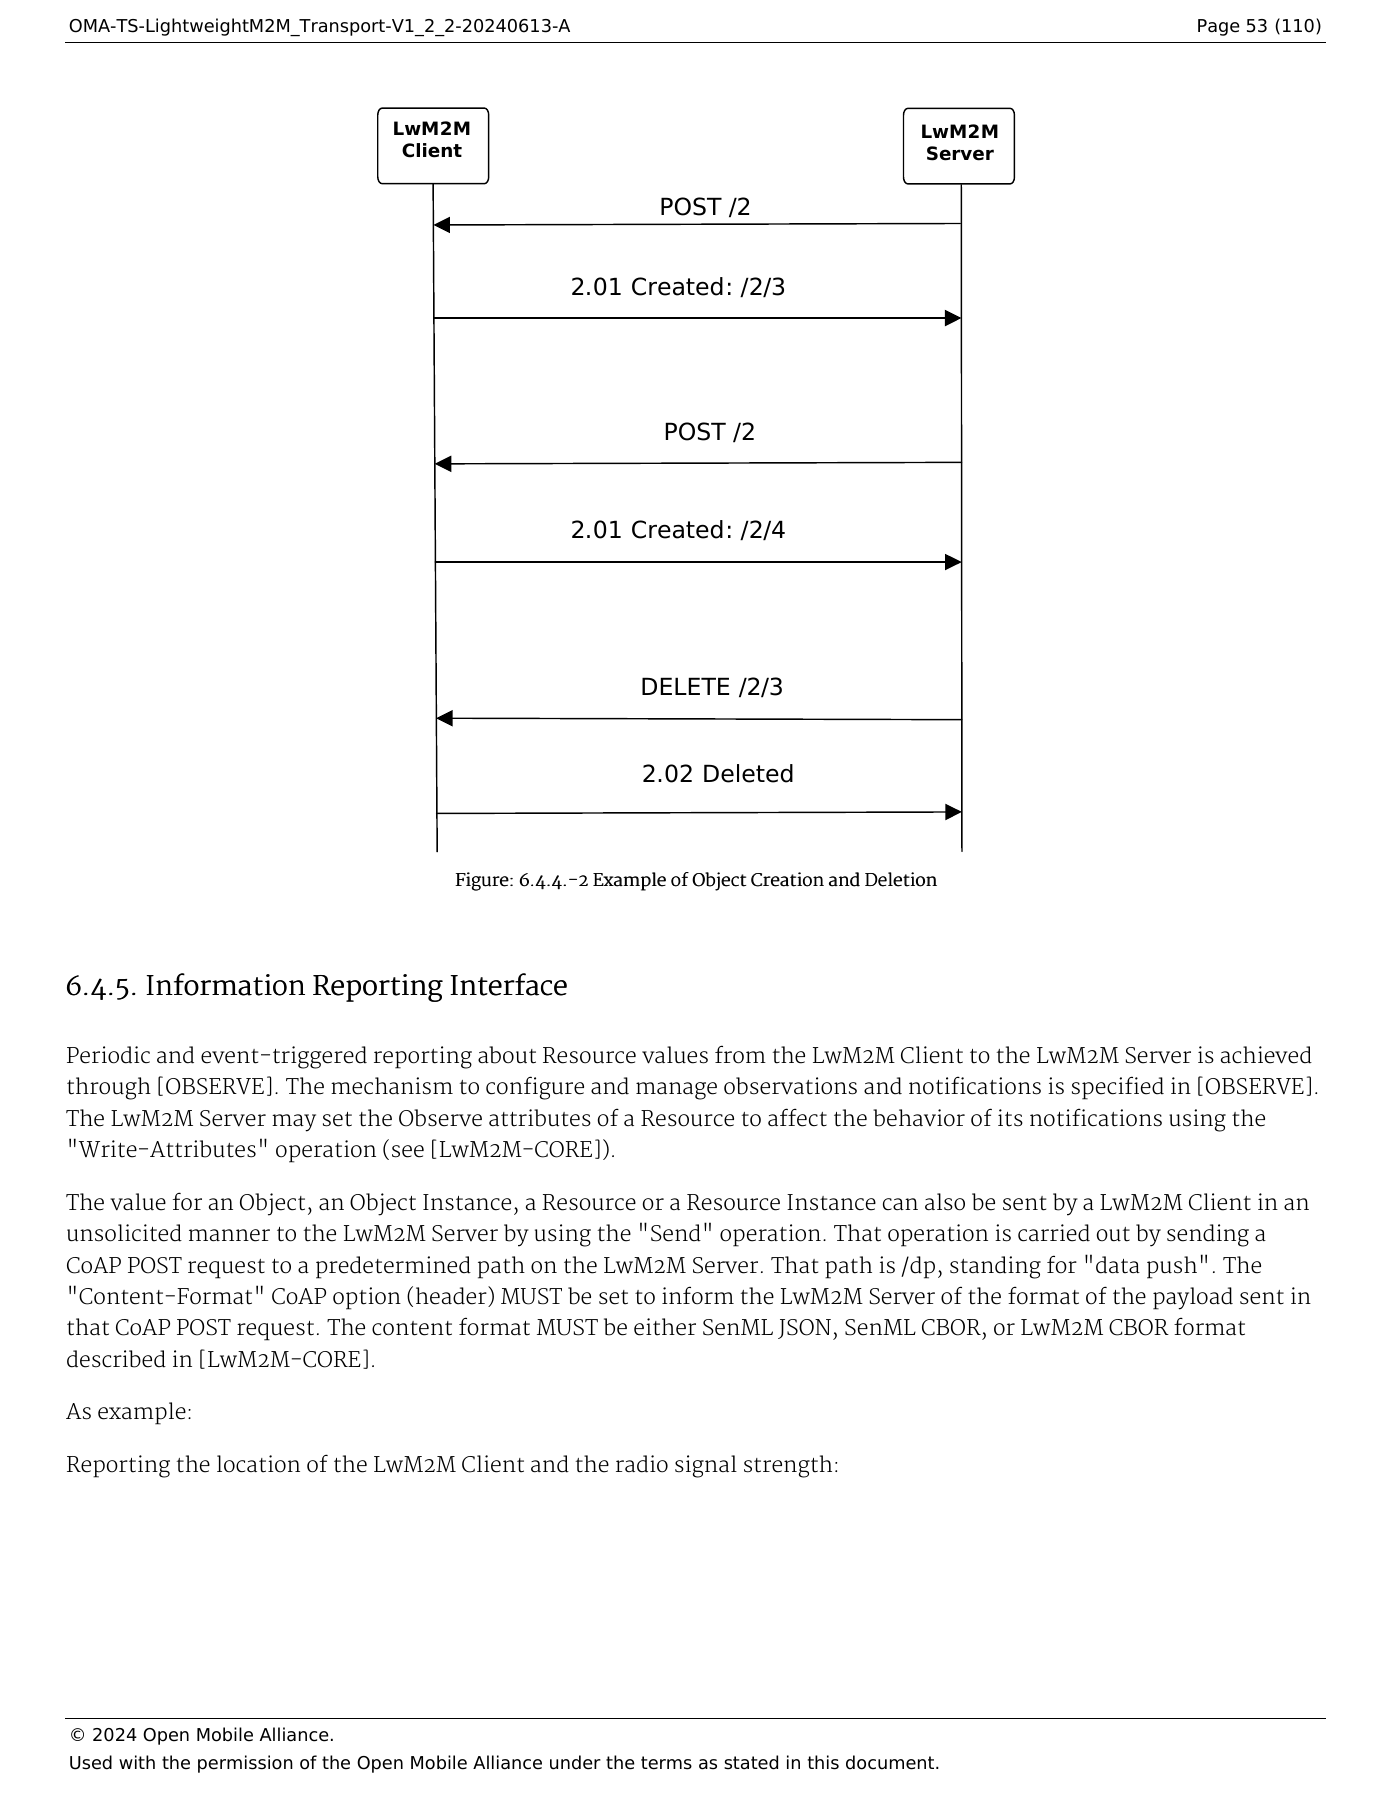 OMA-TS-LightweightM2M_Transport-V1_2_2-20240613-A
Page 53 (110)
LwM2M
Client
LwM2M
Server
POST /2
2.01 Created: /2/3
POST /2
2.01 Created: /2/4
DELETE /2/3
2.02 Deleted
Figure: 6.4.4.-2 Example of Object Creation and Deletion
6.4.5. Information Reporting Interface
Periodic and event-triggered reporting about Resource values from the LwM2M Client to the LwM2M Server is achieved
through [OBSERVE]. The mechanism to configure and manage observations and notifications is specified in [OBSERVE].
The LwM2M Server may set the Observe attributes of a Resource to affect the behavior of its notifications using the
"Write-Attributes" operation (see [LwM2M-CORE]).
The value for an Object, an Object Instance, a Resource or a Resource Instance can also be sent by a LwM2M Client in an
unsolicited manner to the LwM2M Server by using the "Send" operation. That operation is carried out by sending a
CoAP POST request to a predetermined path on the LwM2M Server. That path is /dp, standing for "data push". The
"Content-Format" CoAP option (header) MUST be set to inform the LwM2M Server of the format of the payload sent in
that CoAP POST request. The content format MUST be either SenML JSON, SenML CBOR, or LwM2M CBOR format
described in [LwM2M-CORE].
As example:
Reporting the location of the LwM2M Client and the radio signal strength:
© 2024 Open Mobile Alliance.
Used with the permission of the Open Mobile Alliance under the terms as stated in this document.